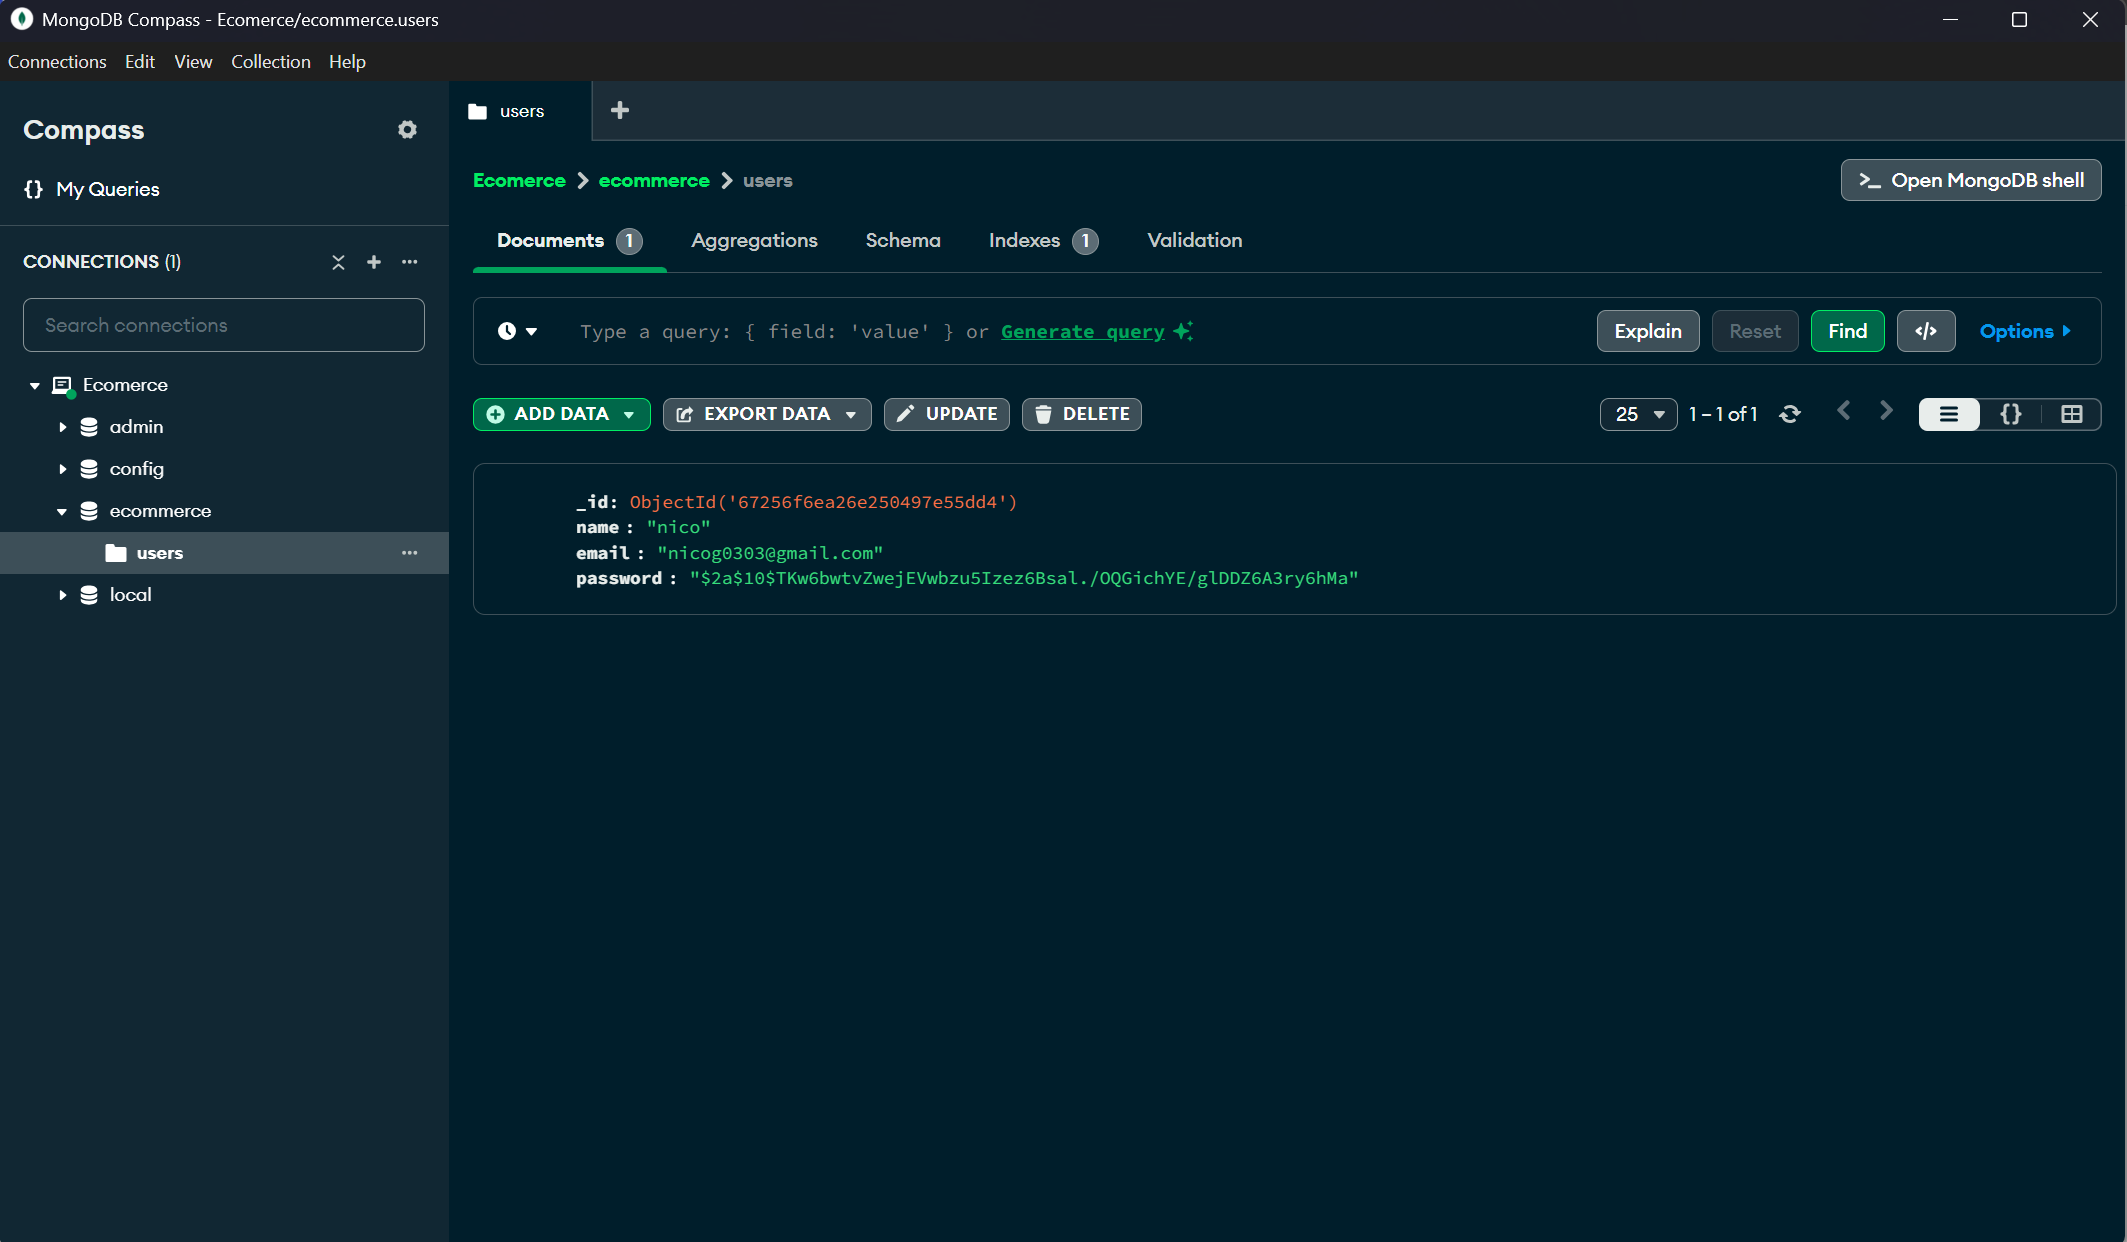 MongoDB Compass - Ecomerce/ecommerce.users
Connections Edit View Collection Help
Compass
{} My Queries
CONNECTIONS (1)
Search connections
Ecomerce
admin
config
ecommerce
users
local
users
Ecomerce > ecommerce > users
>_ Open MongoDB shell
Documents 1 Aggregations Schema Indexes 1 Validation
Type a query: { field: 'value' } or Generate query
Explain Reset Find </> Options
ADD DATA EXPORT DATA UPDATE DELETE
25 1 – 1 of 1 {}
_id: ObjectId('67256f6ea26e250497e55dd4')
name : "nico"
email : "nicog0303@gmail.com"
password : "$2a$10$TKw6bwtvZwejEVwbzu5Izez6Bsal./OQGichYE/glDDZ6A3ry6hMa"